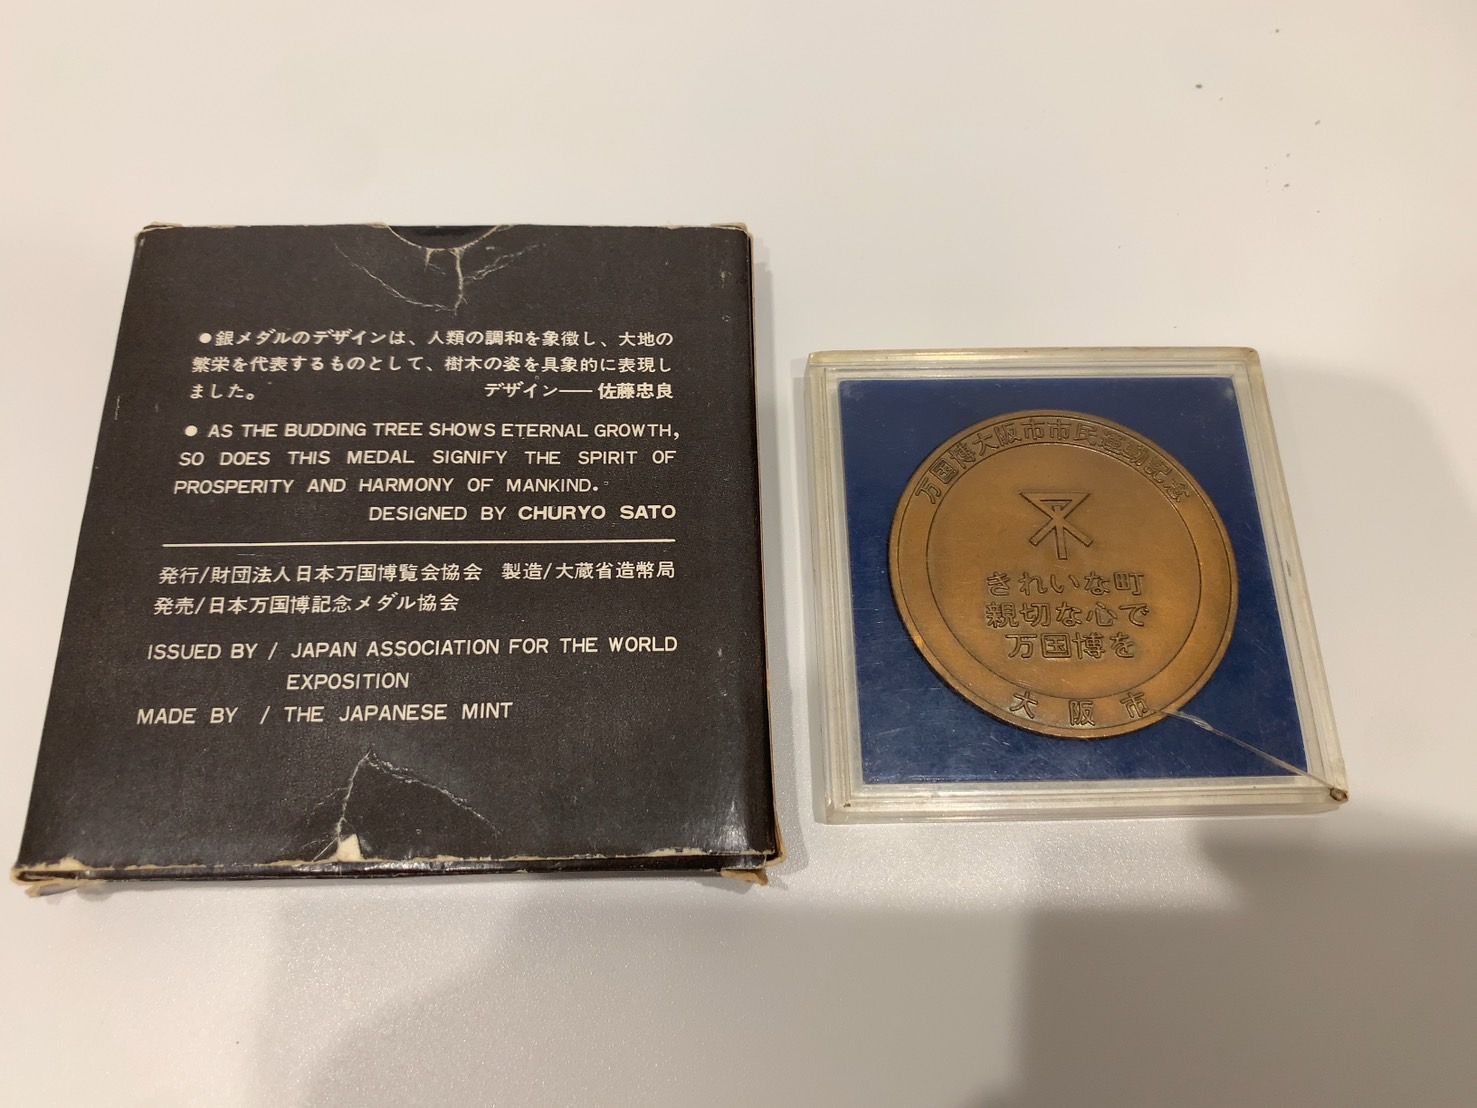 ●銀メダルのデザインは、人類の調和を象徴し、大地の
繁栄を代表するものとして、樹木の姿を具象的に表現し
ました。　デザイン── 佐藤忠良
● AS THE BUDDING TREE SHOWS ETERNAL GROWTH,
SO DOES THIS MEDAL SIGNIFY THE SPIRIT OF
PROSPERITY AND HARMONY OF MANKIND.
DESIGNED BY CHURYO SATO
発行/財団法人日本万国博覧会協会　製造/大蔵省造幣局
発売/日本万国博記念メダル協会
ISSUED BY / JAPAN ASSOCIATION FOR THE WORLD
EXPOSITION
MADE BY / THE JAPANESE MINT
万国博大阪市市民運動記念
きれいな町
親切な心で
万国博を
大阪市